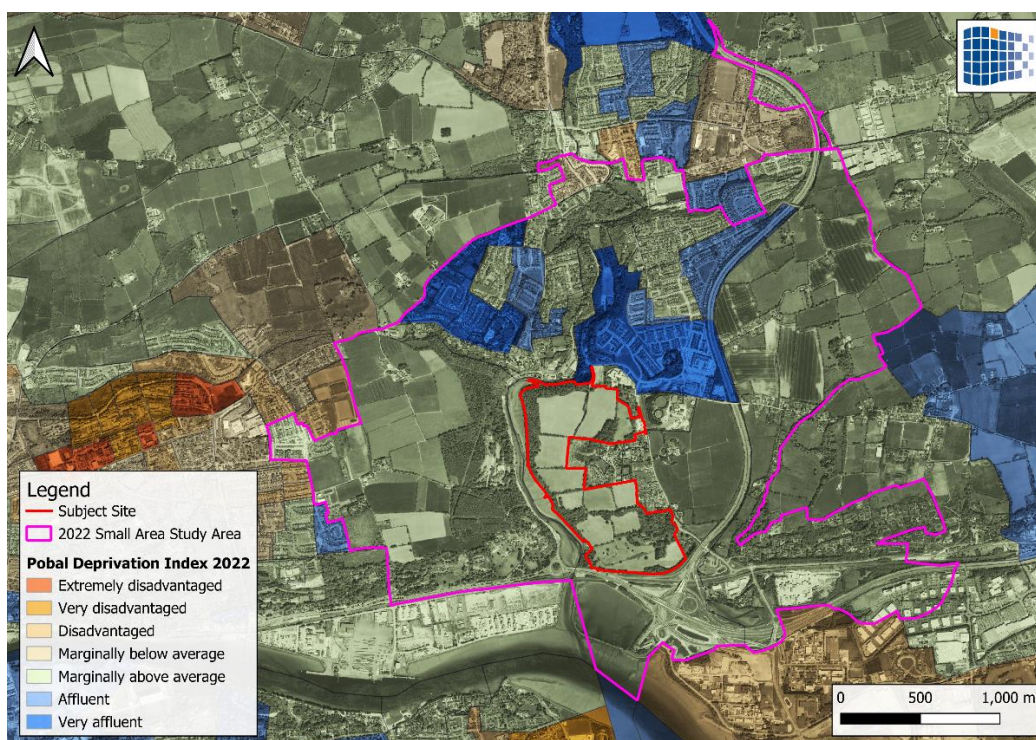 Legend
Subject Site
2022 Small Area Study Area
Pobal Deprivation Index 2022
Extremely disadvantaged
Very disadvantaged
Disadvantaged
Marginally below average
Marginally above average
Affluent
Very affluent
0 500 1,000 m